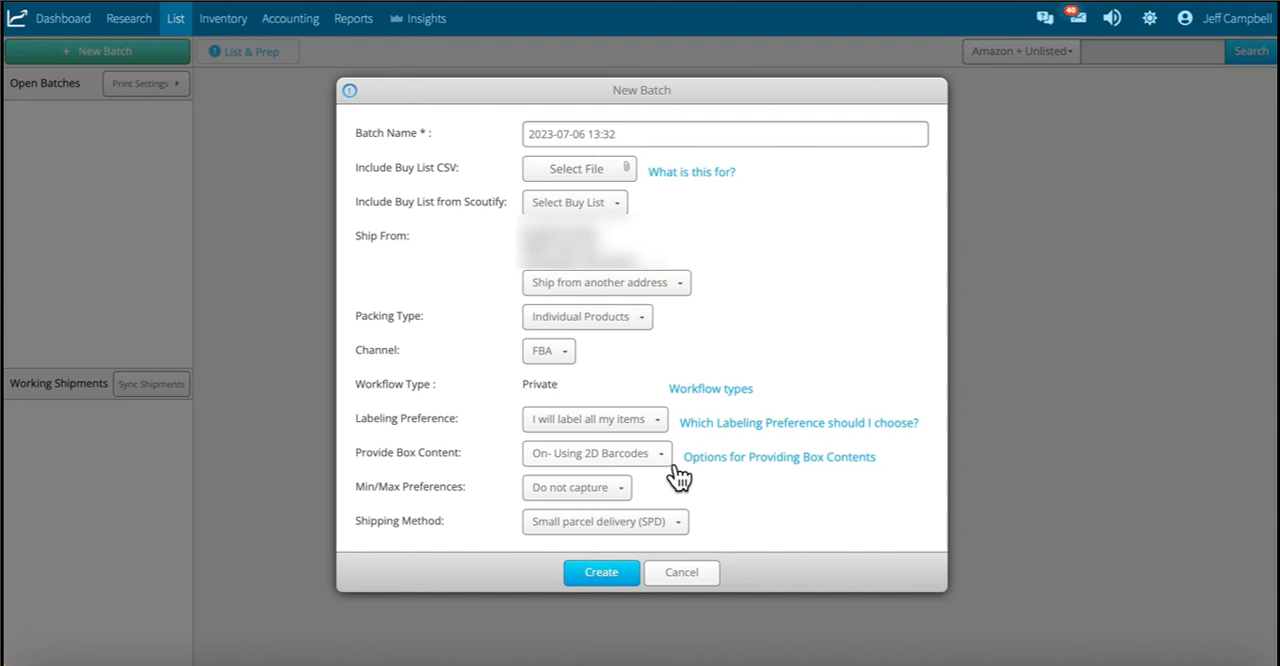 Dashboard Research List Inventory Accounting Reports Insights 40 Jeff Campbell
+ New Batch 1 List & Prep Amazon + Unlisted Search
Open Batches Print Settings
Working Shipments Sync Shipments
New Batch
Batch Name * : 2023-07-06 13:32
Include Buy List CSV: Select File What is this for?
Include Buy List from Scoutify: Select Buy List
Ship From:
Ship from another address
Packing Type: Individual Products
Channel: FBA
Workflow Type : Private Workflow types
Labeling Preference: I will label all my items Which Labeling Preference should I choose?
Provide Box Content: On- Using 2D Barcodes Options for Providing Box Contents
Min/Max Preferences: Do not capture
Shipping Method: Small parcel delivery (SPD)
Create Cancel